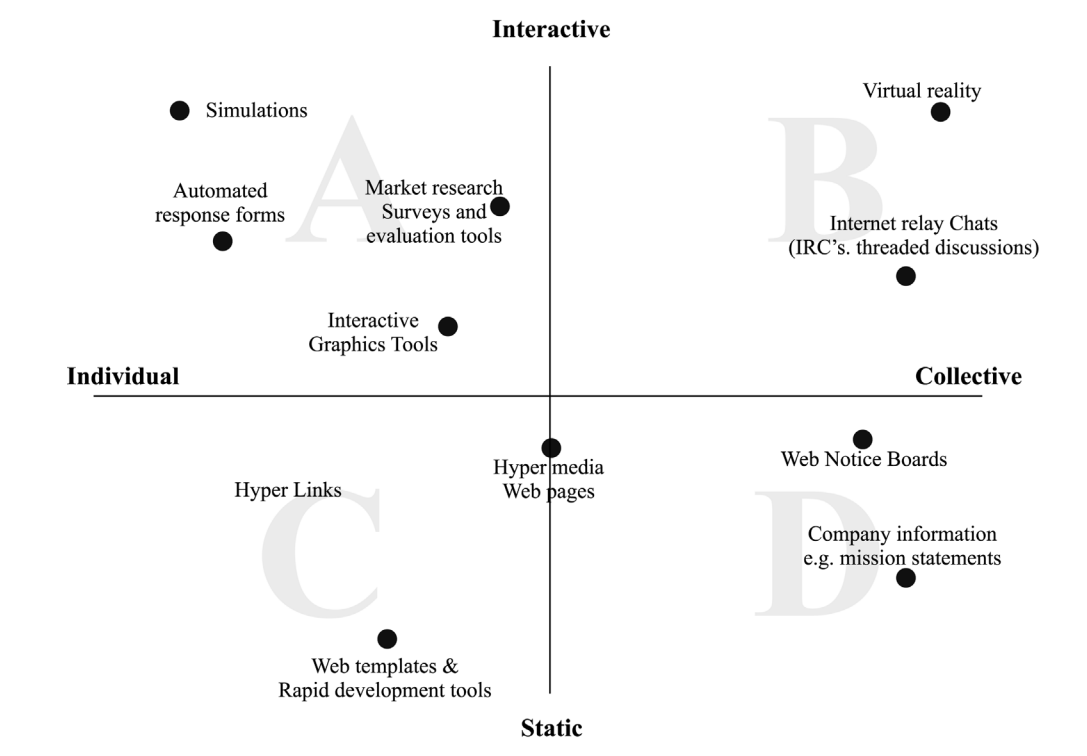 Interactive
Virtual reality
Simulations
A
B
Automated
response forms
Market research
Surveys and
evaluation tools
Internet relay Chats
(IRC's. threaded discussions)
Interactive
Graphics Tools
Individual
Collective
Hyper media
Web pages
Web Notice Boards
Hyper Links
C
D
Company information
e.g. mission statements
Web templates &
Rapid development tools
Static